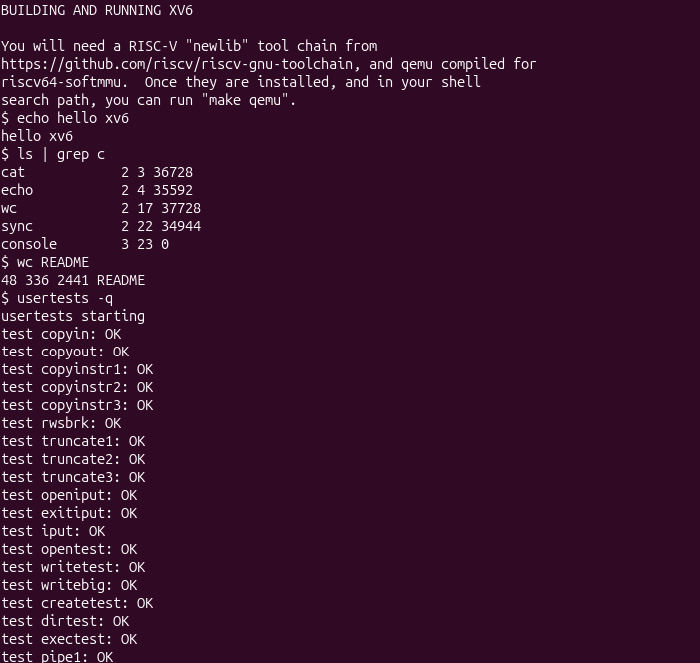 BUILDING AND RUNNING XV6
You will need a RISC-V "newlib" tool chain from
https://github.com/riscv/riscv-gnu-toolchain, and qemu compiled for
riscv64-softmmu.  Once they are installed, and in your shell
search path, you can run "make qemu".
$ echo hello xv6
hello xv6
$ ls | grep c
cat            2 3 36728
echo           2 4 35592
wc             2 17 37728
sync           2 22 34944
console        3 23 0
$ wc README
48 336 2441 README
$ usertests -q
usertests starting
test copyin: OK
test copyout: OK
test copyinstr1: OK
test copyinstr2: OK
test copyinstr3: OK
test rwsbrk: OK
test truncate1: OK
test truncate2: OK
test truncate3: OK
test openiput: OK
test exitiput: OK
test iput: OK
test opentest: OK
test writetest: OK
test writebig: OK
test createtest: OK
test dirtest: OK
test exectest: OK
test pipe1: OK